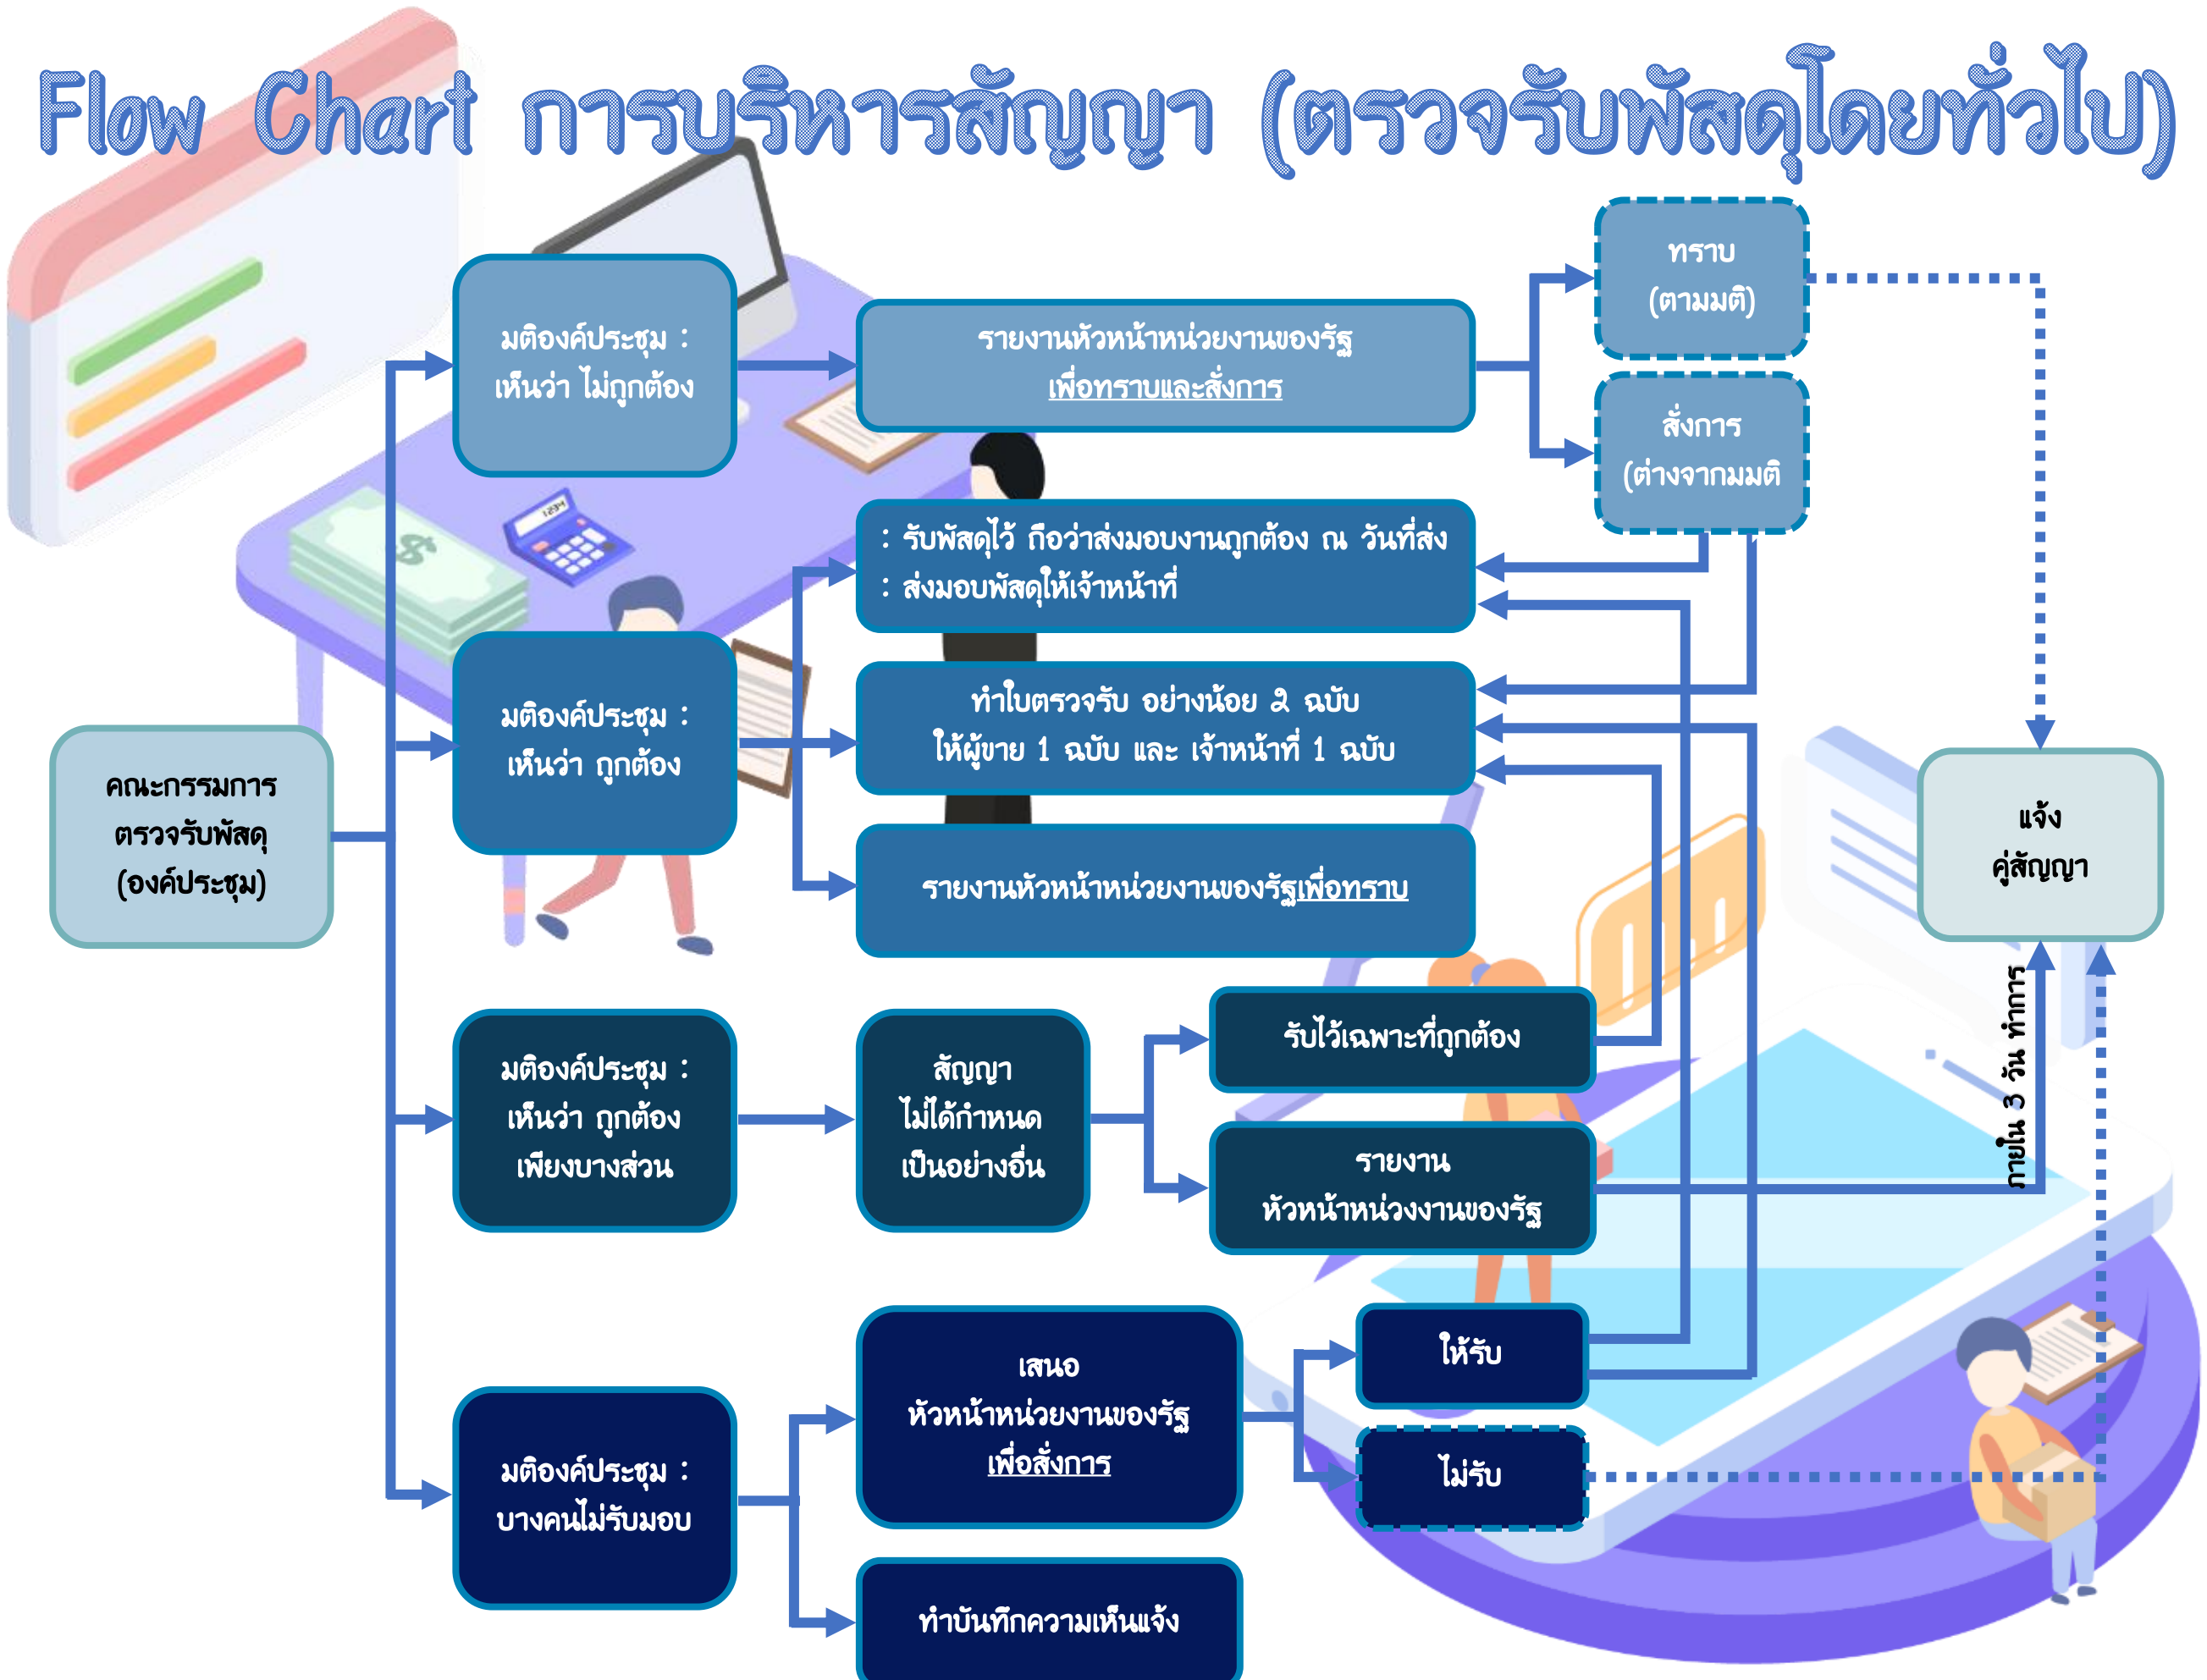 Flow Chart การบริหารสัญญา (ตรวจรับพัสดุโดยทั่วไป)
ทราบ
(ตามมติ)
มติองค์ประชุม :
เห็นว่า ไม่ถูกต้อง
รายงานหัวหน้าหน่วยงานของรัฐ
เพื่อทราบและสั่งการ
สั่งการ
(ต่างจากมมติ
: รับพัสดุไว้ ถือว่าส่งมอบงานถูกต้อง ณ วันที่ส่ง
: ส่งมอบพัสดุให้เจ้าหน้าที่
มติองค์ประชุม :
เห็นว่า ถูกต้อง
ทำใบตรวจรับ อย่างน้อย ๒ ฉบับ
ให้ผู้ขาย 1 ฉบับ และ เจ้าหน้าที่ 1 ฉบับ
คณะกรรมการ
ตรวจรับพัสดุ
(องค์ประชุม)
แจ้ง
คู่สัญญา
รายงานหัวหน้าหน่วยงานของรัฐเพื่อทราบ
ภายใน 3 วัน ทำการ
มติองค์ประชุม :
เห็นว่า ถูกต้อง
เพียงบางส่วน
สัญญา
ไม่ได้กำหนด
เป็นอย่างอื่น
รับไว้เฉพาะที่ถูกต้อง
รายงาน
หัวหน้าหน่วงงานของรัฐ
มติองค์ประชุม :
บางคนไม่รับมอบ
เสนอ
หัวหน้าหน่วยงานของรัฐ
เพื่อสั่งการ
ให้รับ
ไม่รับ
ทำบันทึกความเห็นแจ้ง
1234